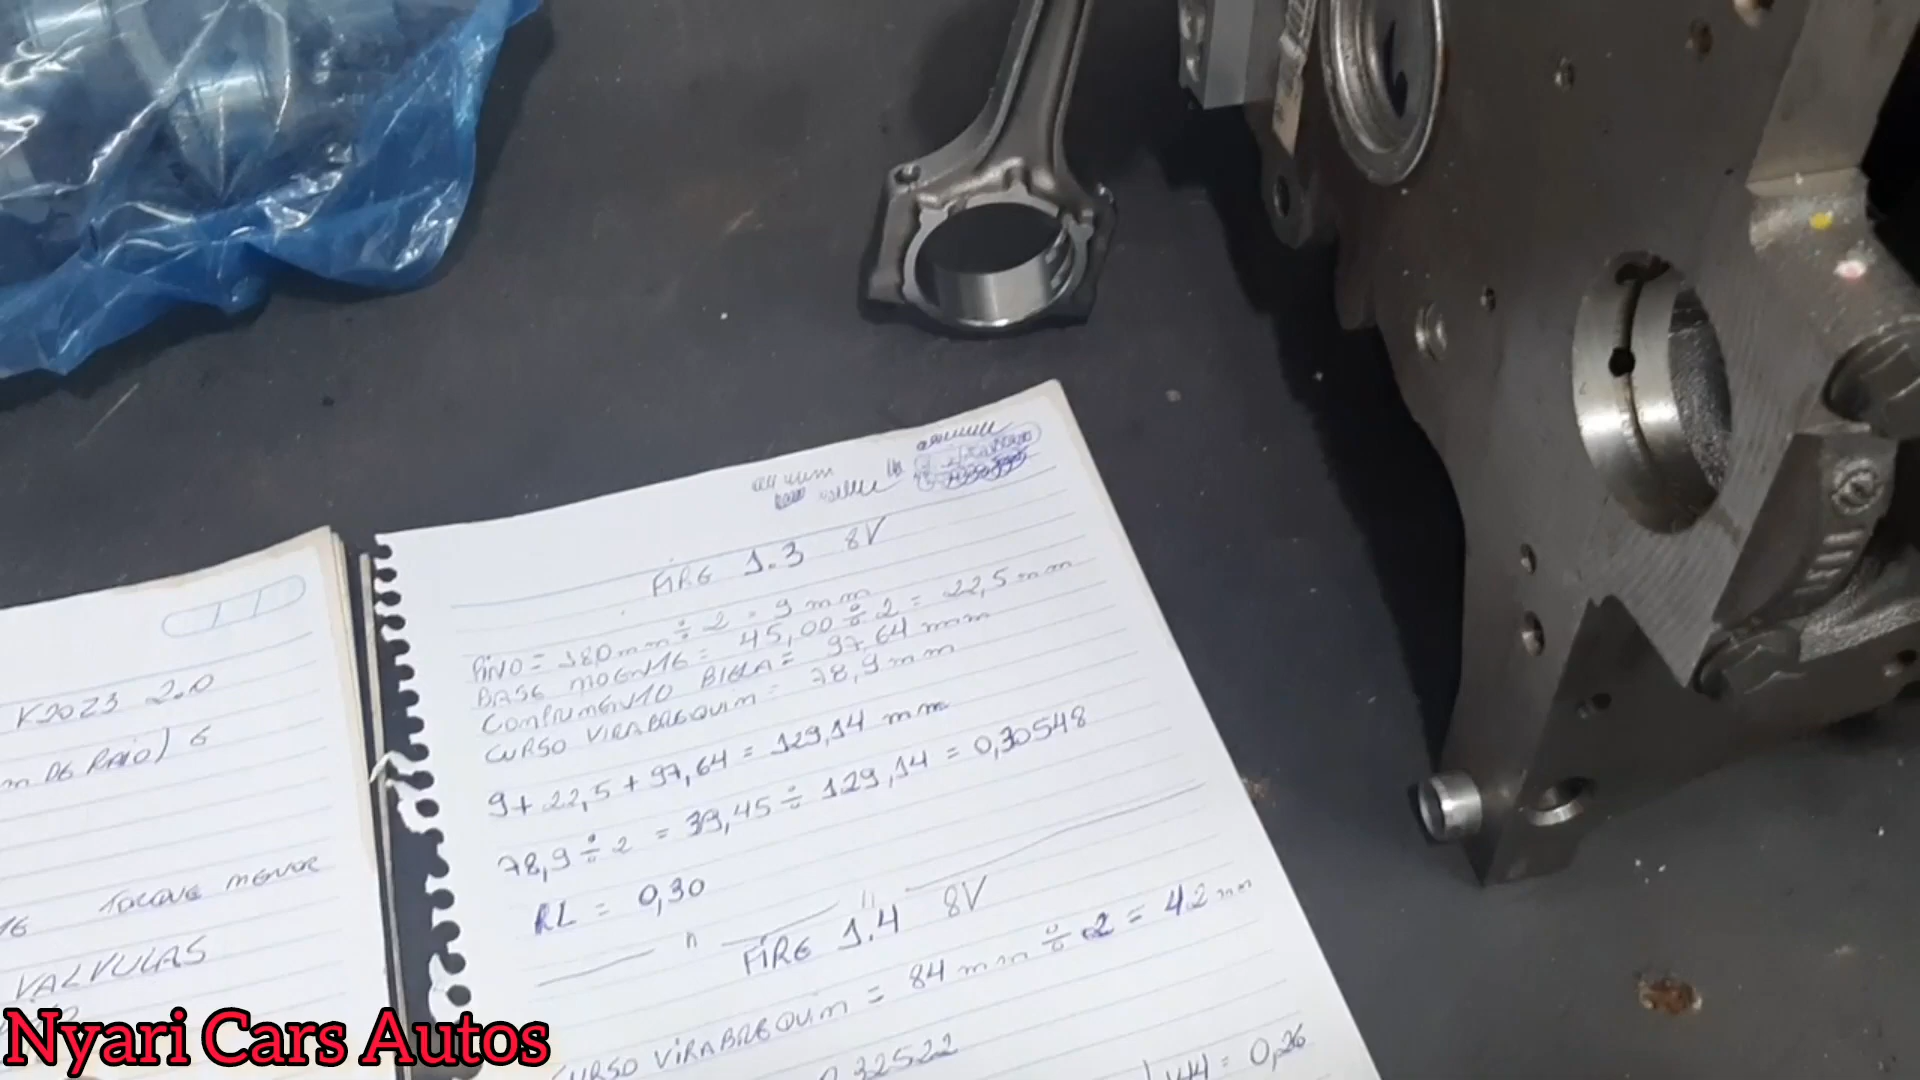 FIRE 1.3 8V
PINO = 180mm ÷ 2 = 9 mm
BASE MOENTE = 45,00 ÷ 2 = 22,5 mm
COMPRIMENTO BIELA = 97,64 mm
CURSO VIRABREQUIM = 78,9 mm
9 + 22,5 + 97,64 = 129,14 mm
78,9 ÷ 2 = 39,45 ÷ 129,14 = 0,30548
RL = 0,30
FIRE 1.4 8V
CURSO VIRABREQUIM = 84 mm ÷ 2 = 42 mm
0,32522
44 = 0,26
K2023 2.0
m DE RAIO) 6
16 TORQUE MENOR
VALVULAS
Nyari Cars Autos